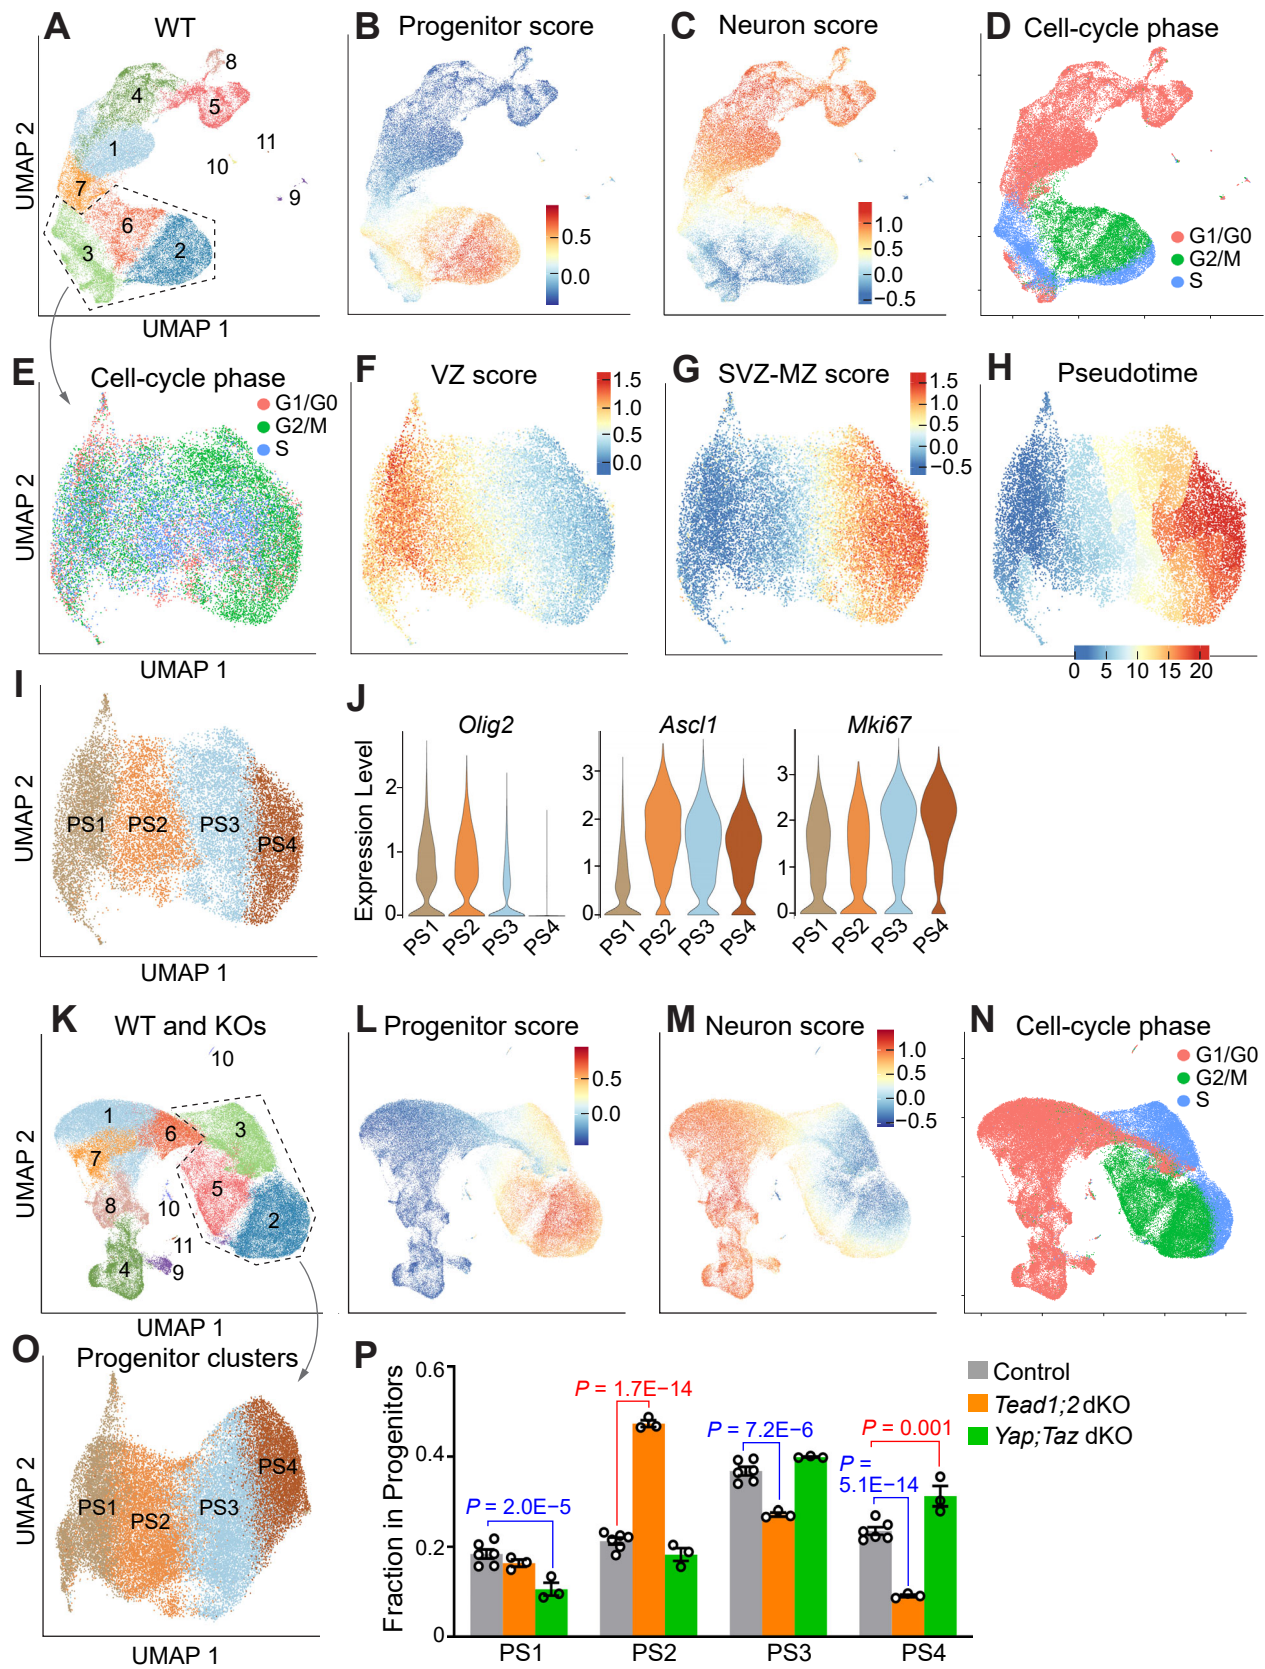 A WT
UMAP 2
UMAP 1
1
2
3
4
5
6
7
8
9
10
11
B Progenitor score
0.5
0.0
C Neuron score
1.0
0.5
0.0
−0.5
D Cell-cycle phase
G1/G0
G2/M
S
E Cell-cycle phase
G1/G0
G2/M
S
UMAP 2
UMAP 1
F VZ score
1.5
1.0
0.5
0.0
G SVZ-MZ score
1.5
1.0
0.5
0.0
−0.5
H Pseudotime
0 5 10 15 20
I
UMAP 2
PS1 PS2 PS3 PS4
UMAP 1
J
Expression Level
Olig2
2
1
0
PS1 PS2 PS3 PS4
Ascl1
3
2
1
0
PS1 PS2 PS3 PS4
Mki67
3
2
1
0
PS1 PS2 PS3 PS4
K WT and KOs
UMAP 2
UMAP 1
10
1
6
3
7
5
8
10
2
11
4
9
L Progenitor score
0.5
0.0
M Neuron score
1.0
0.5
0.0
−0.5
N Cell-cycle phase
G1/G0
G2/M
S
O Progenitor clusters
UMAP 2
PS1 PS2 PS3 PS4
UMAP 1
P
Fraction in Progenitors
0.6
0.4
0.2
0
P = 2.0E−5
P = 1.7E−14
P = 7.2E−6
P =
5.1E−14
P = 0.001
PS1 PS2 PS3 PS4
Control
Tead1;2 dKO
Yap;Taz dKO